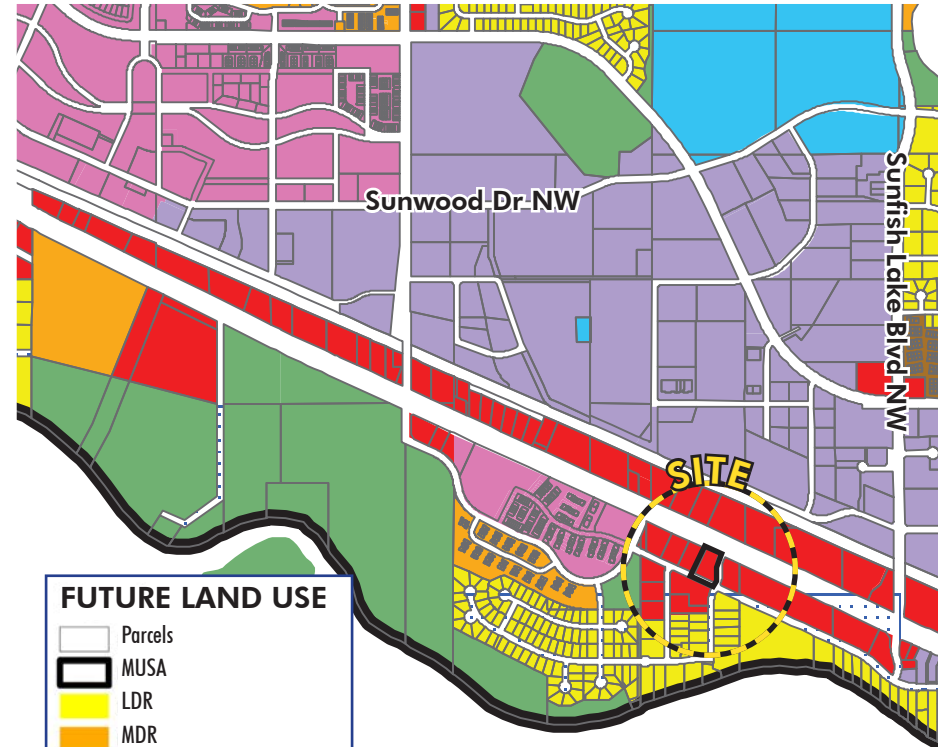 Sunwood Dr NW
Sunfish Lake Blvd NW
SITE
FUTURE LAND USE
Parcels
MUSA
LDR
MDR